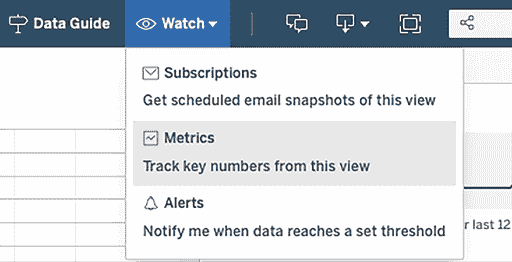 Data Guide Watch
Subscriptions
Get scheduled email snapshots of this view
Metrics
Track key numbers from this view
Alerts
Notify me when data reaches a set threshold
r last 12